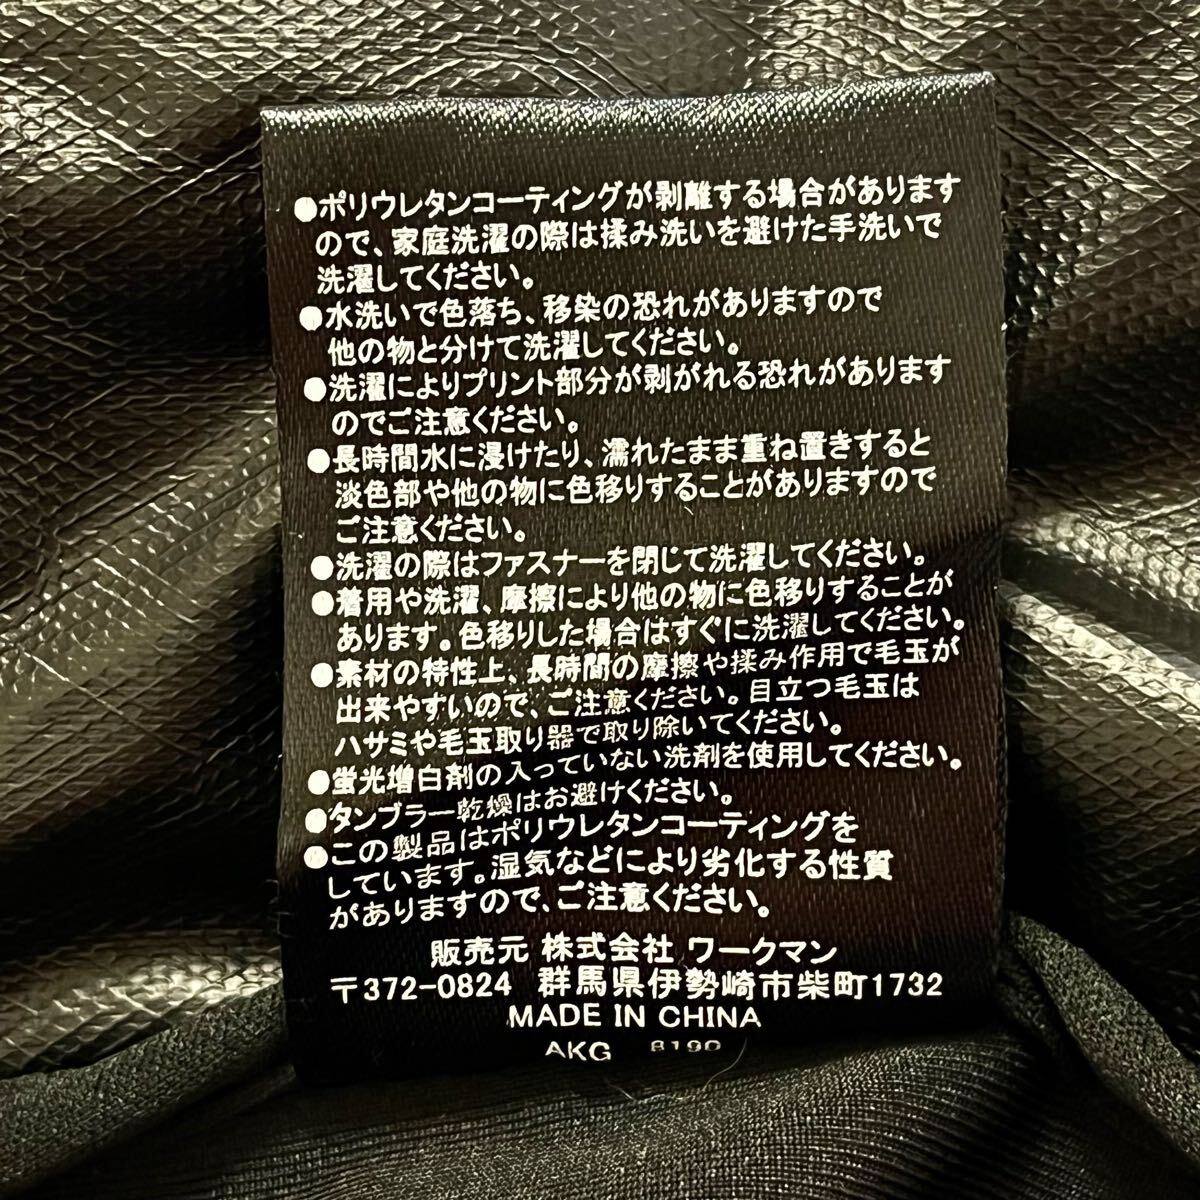 ●ポリウレタンコーティングが剥離する場合があります
ので、家庭洗濯の際は揉み洗いを避けた手洗いで
洗濯してください。
●水洗いで色落ち、移染の恐れがありますので
他の物と分けて洗濯してください。
●洗濯によりプリント部分が剥がれる恐れがあります
のでご注意ください。
●長時間水に浸けたり、濡れたまま重ね置きすると
淡色部や他の物に色移りすることがありますので
ご注意ください。
●洗濯の際はファスナーを閉じて洗濯してください。
●着用や洗濯、摩擦により他の物に色移りすることが
あります。色移りした場合はすぐに洗濯してください。
●素材の特性上、長時間の摩擦や揉み作用で毛玉が
出来やすいので、ご注意ください。目立つ毛玉は
ハサミや毛玉取り器で取り除いてください。
●蛍光増白剤の入っていない洗剤を使用してください。
●タンブラー乾燥はお避けください。
●この製品はポリウレタンコーティングを
しています。湿気などにより劣化する性質
がありますので、ご注意ください。
販売元 株式会社 ワークマン
〒372-0824 群馬県伊勢崎市柴町1732
MADE IN CHINA
AKG 8190